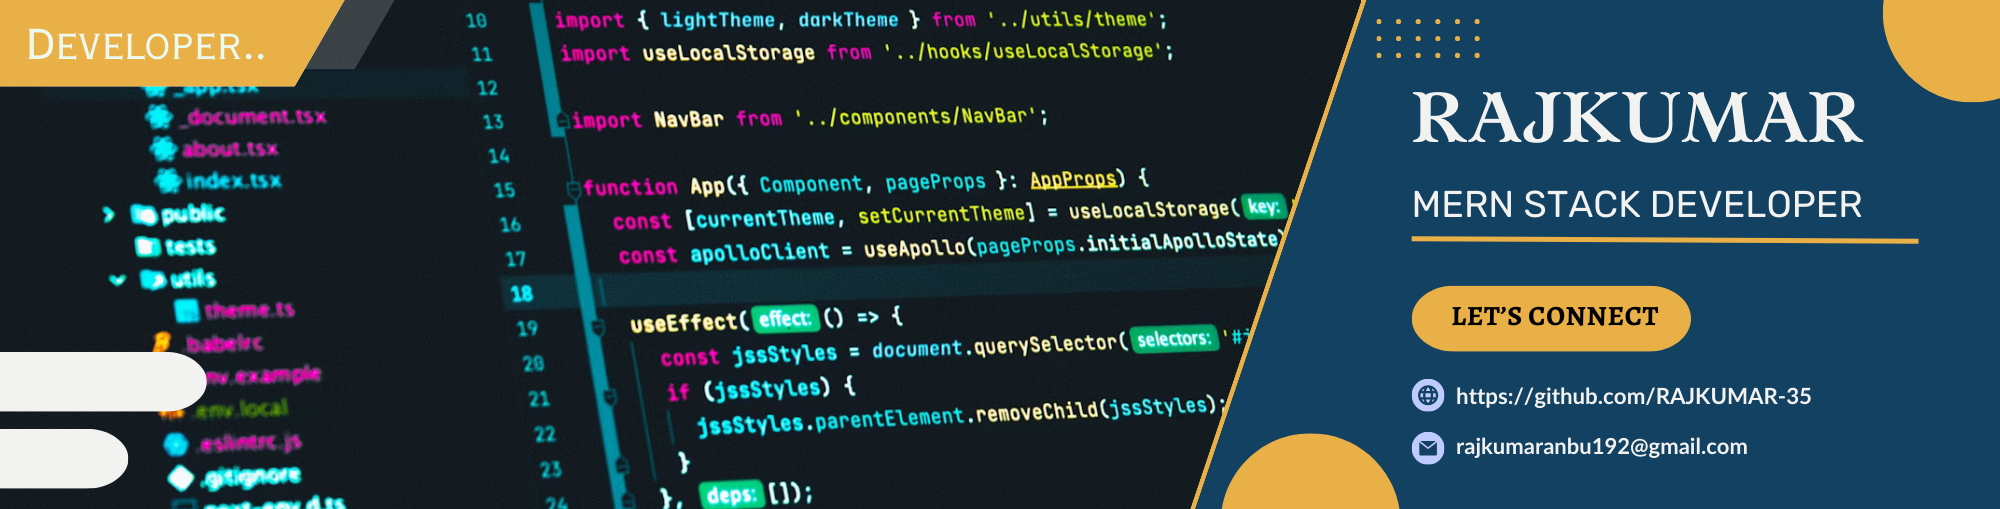 DEVELOPER..
_app.tsx
_document.tsx
about.tsx
index.tsx
public
tests
utils
theme.ts
.babelrc
nv.example
.env.local
.eslintrc.js
.gitignore
next-env.d.ts
10 import { lightTheme, darkTheme } from '../utils/theme';
11 import useLocalStorage from '../hooks/useLocalStorage';
12
13 import NavBar from '../components/NavBar';
14
15 function App({ Component, pageProps }: AppProps) {
16 const [currentTheme, setCurrentTheme] = useLocalStorage( key: '
17 const apolloClient = useApollo(pageProps.initialApolloState)
18
19 useEffect( effect: () => {
20 const jssStyles = document.querySelector( selectors: '#j
21 if (jssStyles) {
22 jssStyles.parentElement.removeChild(jssStyles);
23 }
24 }, deps: []);
RAJKUMAR
MERN STACK DEVELOPER
LET'S CONNECT
https://github.com/RAJKUMAR-35
rajkumaranbu192@gmail.com